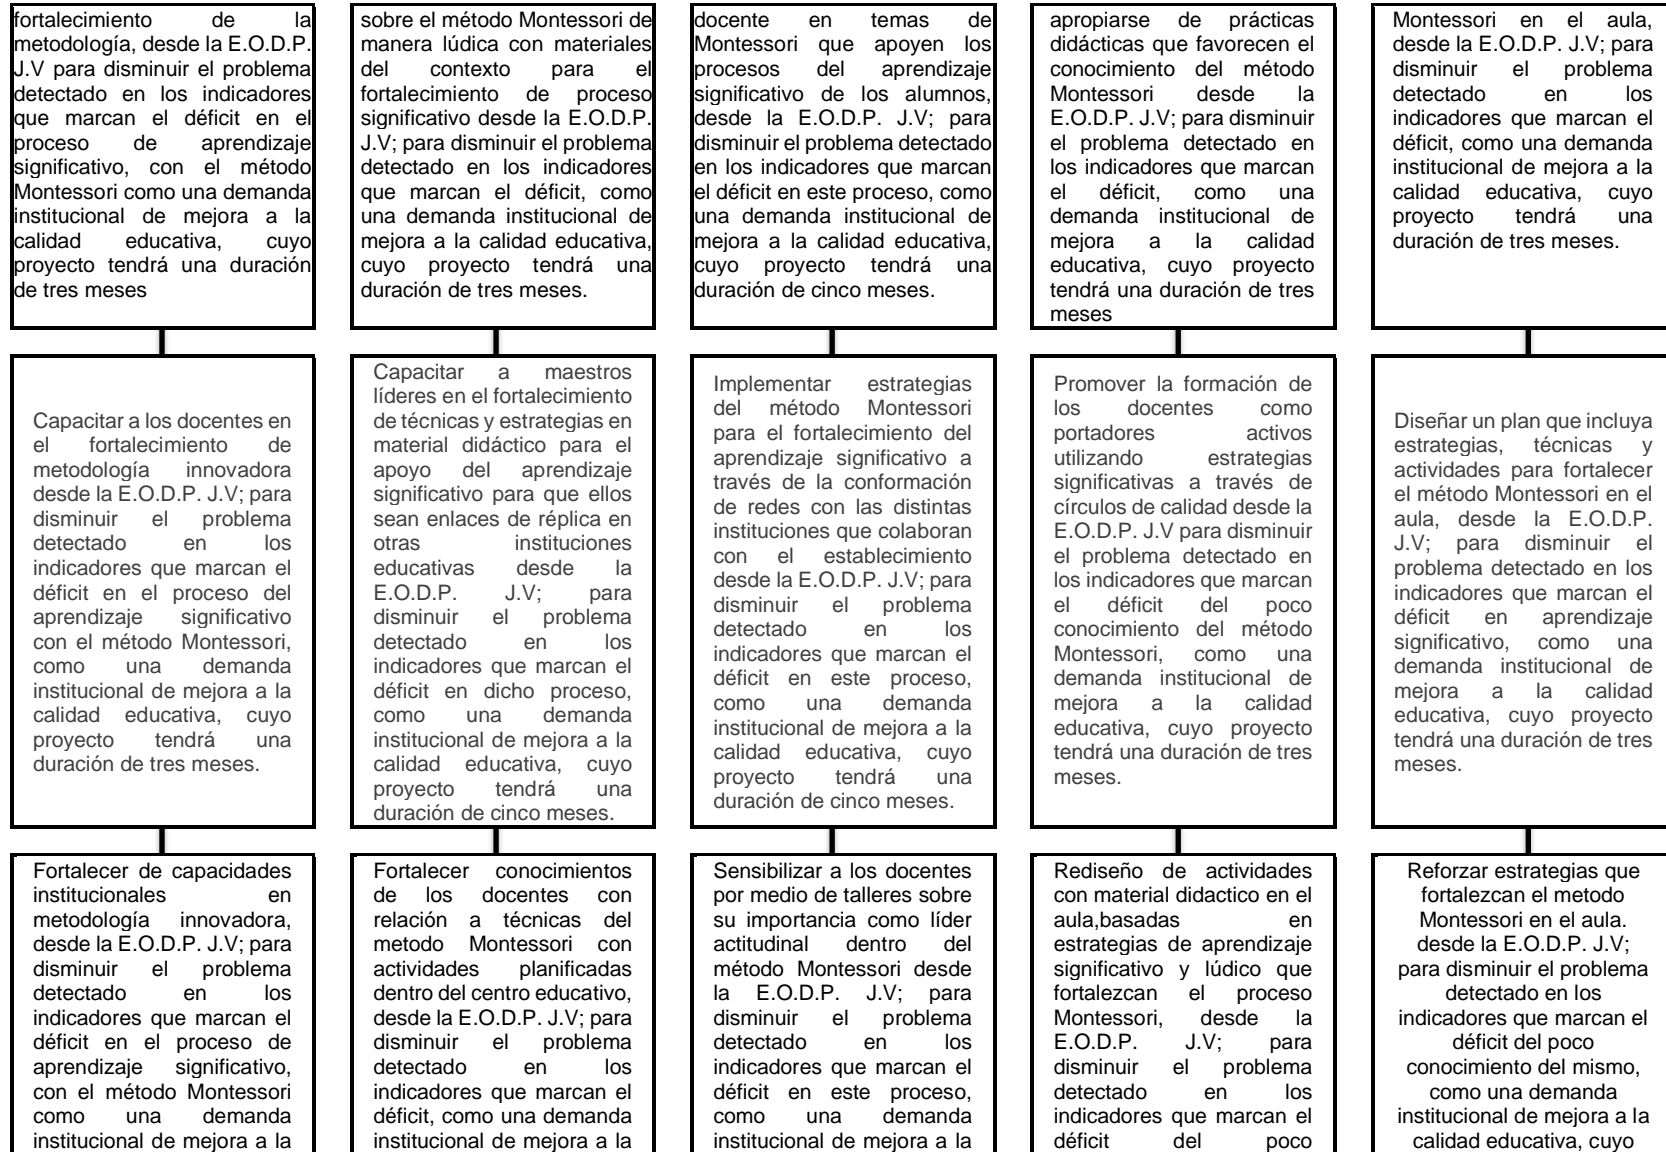 fortalecimiento de la
metodología, desde la E.O.D.P.
J.V para disminuir el problema
detectado en los indicadores
que marcan el déficit en el
proceso de aprendizaje
significativo, con el método
Montessori como una demanda
institucional de mejora a la
calidad educativa, cuyo
proyecto tendrá una duración
de tres meses
sobre el método Montessori de
manera lúdica con materiales
del contexto para el
fortalecimiento de proceso
significativo desde la E.O.D.P.
J.V; para disminuir el problema
detectado en los indicadores
que marcan el déficit, como
una demanda institucional de
mejora a la calidad educativa,
cuyo proyecto tendrá una
duración de tres meses.
docente en temas de
Montessori que apoyen los
procesos del aprendizaje
significativo de los alumnos,
desde la E.O.D.P. J.V; para
disminuir el problema detectado
en los indicadores que marcan
el déficit en este proceso, como
una demanda institucional de
mejora a la calidad educativa,
cuyo proyecto tendrá una
duración de cinco meses.
apropiarse de prácticas
didácticas que favorecen el
conocimiento del método
Montessori desde la
E.O.D.P. J.V; para disminuir
el problema detectado en
los indicadores que marcan
el déficit, como una
demanda institucional de
mejora a la calidad
educativa, cuyo proyecto
tendrá una duración de tres
meses
Montessori en el aula,
desde la E.O.D.P. J.V; para
disminuir el problema
detectado en los
indicadores que marcan el
déficit, como una demanda
institucional de mejora a la
calidad educativa, cuyo
proyecto tendrá una
duración de tres meses.
Capacitar a los docentes en
el fortalecimiento de
metodología innovadora
desde la E.O.D.P. J.V; para
disminuir el problema
detectado en los
indicadores que marcan el
déficit en el proceso del
aprendizaje significativo
con el método Montessori,
como una demanda
institucional de mejora a la
calidad educativa, cuyo
proyecto tendrá una
duración de tres meses.
Capacitar a maestros
líderes en el fortalecimiento
de técnicas y estrategias en
material didáctico para el
apoyo del aprendizaje
significativo para que ellos
sean enlaces de réplica en
otras instituciones
educativas desde la
E.O.D.P. J.V; para
disminuir el problema
detectado en los
indicadores que marcan el
déficit en dicho proceso,
como una demanda
institucional de mejora a la
calidad educativa, cuyo
proyecto tendrá una
duración de cinco meses.
Implementar estrategias
del método Montessori
para el fortalecimiento del
aprendizaje significativo a
través de la conformación
de redes con las distintas
instituciones que colaboran
con el establecimiento
desde la E.O.D.P. J.V; para
disminuir el problema
detectado en los
indicadores que marcan el
déficit en este proceso,
como una demanda
institucional de mejora a la
calidad educativa, cuyo
proyecto tendrá una
duración de cinco meses.
Promover la formación de
los docentes como
portadores activos
utilizando estrategias
significativas a través de
círculos de calidad desde la
E.O.D.P. J.V para disminuir
el problema detectado en
los indicadores que marcan
el déficit del poco
conocimiento del método
Montessori, como una
demanda institucional de
mejora a la calidad
educativa, cuyo proyecto
tendrá una duración de tres
meses.
Diseñar un plan que incluya
estrategias, técnicas y
actividades para fortalecer
el método Montessori en el
aula, desde la E.O.D.P.
J.V; para disminuir el
problema detectado en los
indicadores que marcan el
déficit en aprendizaje
significativo, como una
demanda institucional de
mejora a la calidad
educativa, cuyo proyecto
tendrá una duración de tres
meses.
Fortalecer de capacidades
institucionales en
metodología innovadora,
desde la E.O.D.P. J.V; para
disminuir el problema
detectado en los
indicadores que marcan el
déficit en el proceso de
aprendizaje significativo,
con el método Montessori
como una demanda
institucional de mejora a la
Fortalecer conocimientos
de los docentes con
relación a técnicas del
metodo Montessori con
actividades planificadas
dentro del centro educativo,
desde la E.O.D.P. J.V; para
disminuir el problema
detectado en los
indicadores que marcan el
déficit, como una demanda
institucional de mejora a la
Sensibilizar a los docentes
por medio de talleres sobre
su importancia como líder
actitudinal dentro del
método Montessori desde
la E.O.D.P. J.V; para
disminuir el problema
detectado en los
indicadores que marcan el
déficit en este proceso,
como una demanda
institucional de mejora a la
Rediseño de actividades
con material didactico en el
aula,basadas en
estrategias de aprendizaje
significativo y lúdico que
fortalezcan el proceso
Montessori, desde la
E.O.D.P. J.V; para
disminuir el problema
detectado en los
indicadores que marcan el
déficit del poco
Reforzar estrategias que
fortalezcan el metodo
Montessori en el aula.
desde la E.O.D.P. J.V;
para disminuir el problema
detectado en los
indicadores que marcan el
déficit del poco
conocimiento del mismo,
como una demanda
institucional de mejora a la
calidad educativa, cuyo